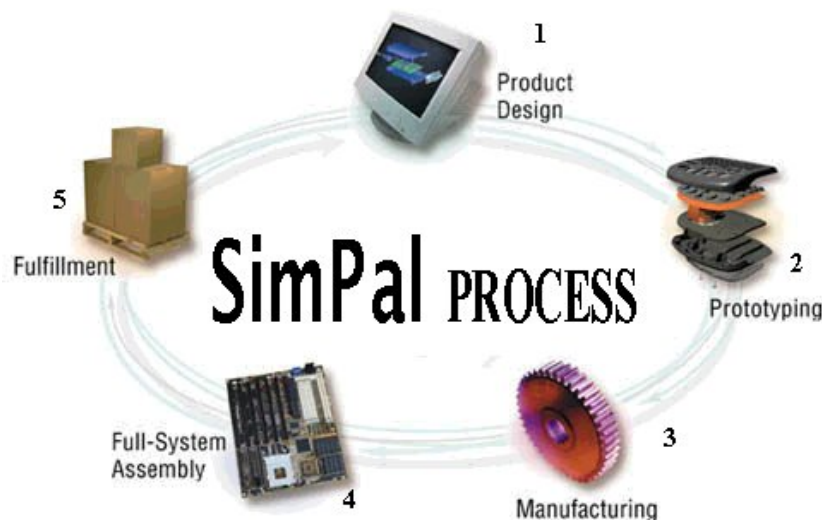 1
Product
Design
2
Prototyping
3
Manufacturing
4
Full-System
Assembly
5
Fulfillment
SimPal PROCESS